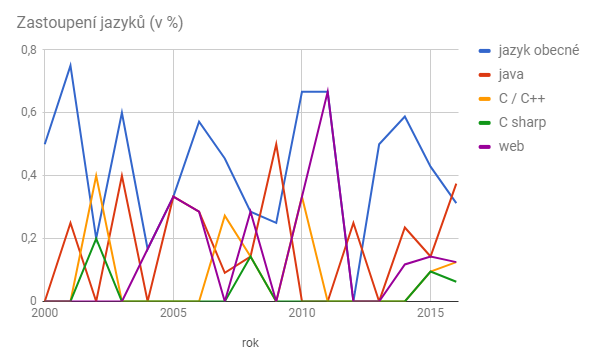 Zastoupení jazyků (v %)
0,8
0,6
0,4
0,2
0
2000
2005
2010
2015
rok
jazyk obecné
java
C / C++
C sharp
web